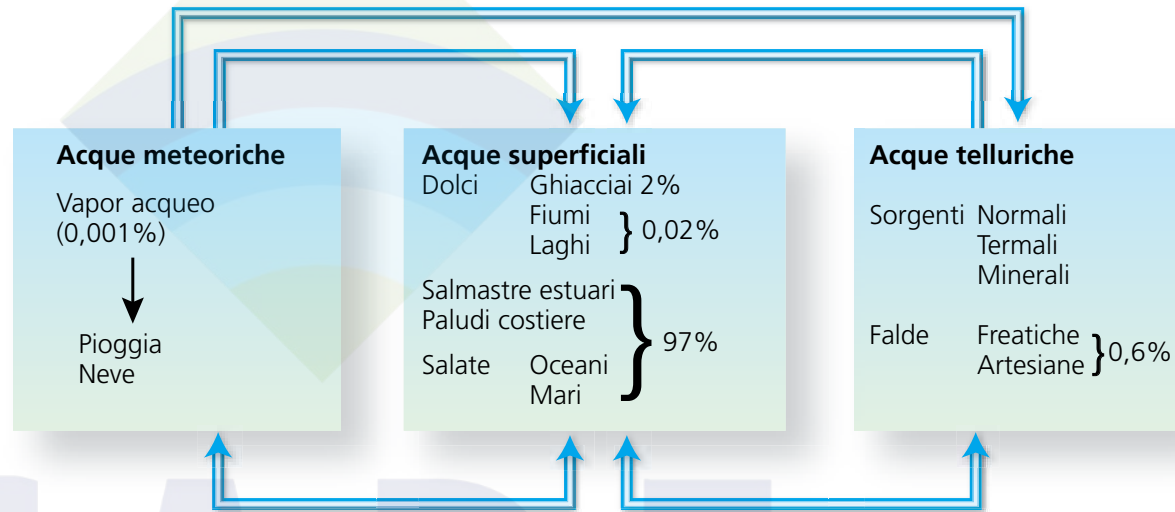 Acque meteoriche
Vapor acqueo
(0,001%)
Pioggia
Neve
Acque superficiali
Dolci Ghiacciai 2%
Fiumi
Laghi } 0,02%
Salmastre estuari
Paludi costiere
} 97%
Salate Oceani
Mari
Acque telluriche
Sorgenti Normali
Termali
Minerali
Falde Freatiche
Artesiane } 0,6%